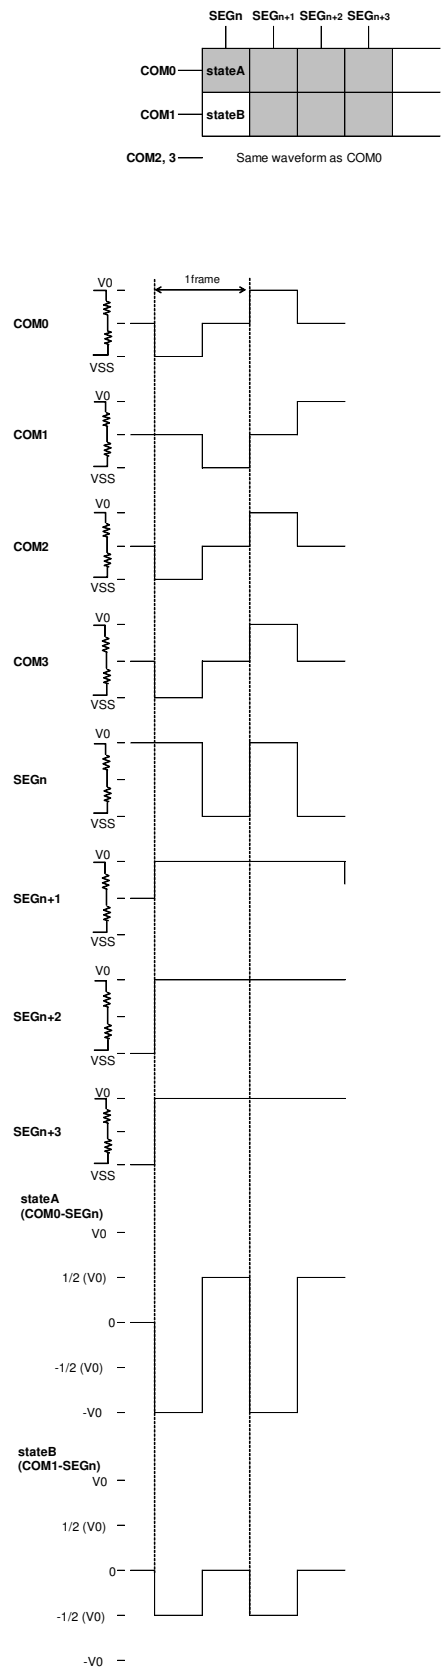 SEGn SEGn+1 SEGn+2 SEGn+3
COM0 stateA
COM1 stateB
COM2, 3 Same waveform as COM0
1frame
V0
COM0
VSS
V0
COM1
VSS
V0
COM2
VSS
V0
COM3
VSS
V0
SEGn
VSS
V0
SEGn+1
VSS
V0
SEGn+2
VSS
V0
SEGn+3
VSS
stateA
(COM0-SEGn)
V0
1/2 (V0)
0
-1/2 (V0)
-V0
stateB
(COM1-SEGn)
V0
1/2 (V0)
0
-1/2 (V0)
-V0